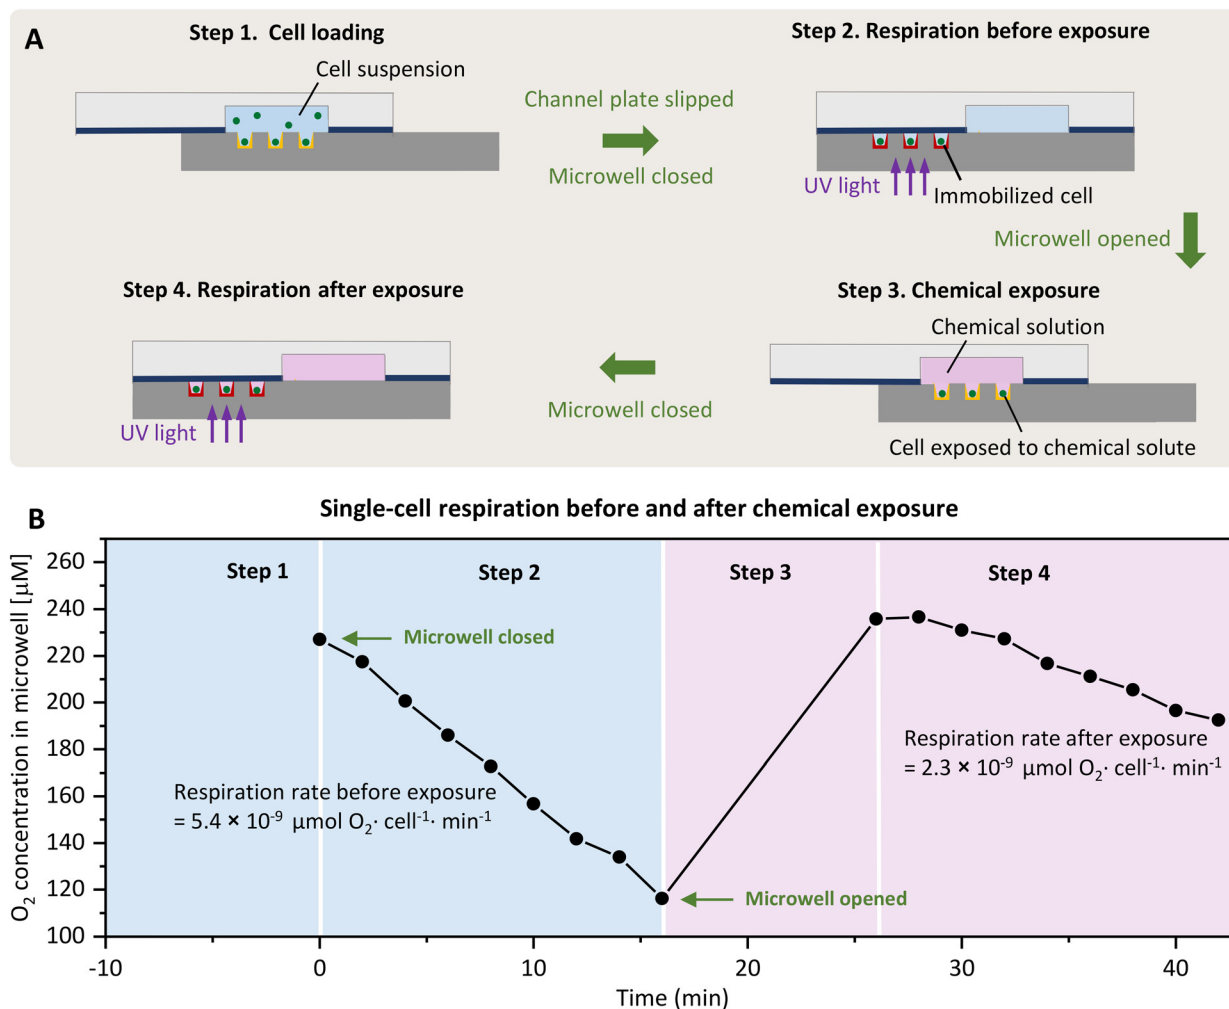 A
Step 1. Cell loading
Cell suspension
Channel plate slipped
Microwell closed
Step 2. Respiration before exposure
UV light
Immobilized cell
Microwell opened
Step 4. Respiration after exposure
UV light
Microwell closed
Step 3. Chemical exposure
Chemical solution
Cell exposed to chemical solute
B
Single-cell respiration before and after chemical exposure
O₂ concentration in microwell [µM]
260
240
220
200
180
160
140
120
100
Step 1
Step 2
Step 3
Step 4
Microwell closed
Respiration rate before exposure
= 5.4 × 10⁻⁹ µmol O₂· cell⁻¹· min⁻¹
Respiration rate after exposure
= 2.3 × 10⁻⁹ µmol O₂· cell⁻¹· min⁻¹
Microwell opened
-10 0 10 20 30 40
Time (min)